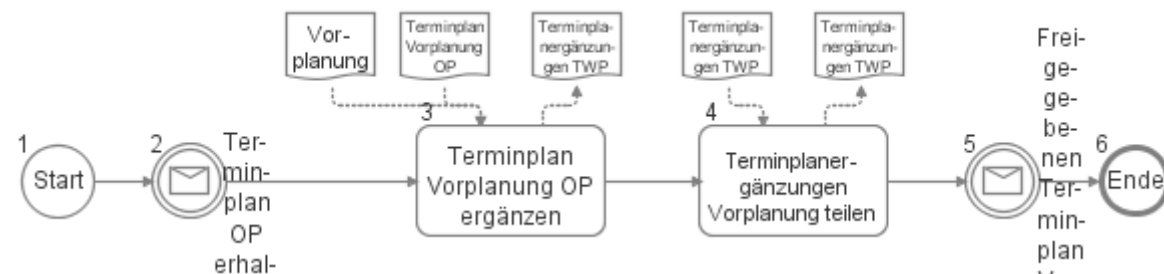 Vor-
planung
Terminplan
Vorplanung
OP
Terminpla-
nergänzun-
gen TWP
Terminpla-
nergänzun-
gen TWP
Terminpla-
nergänzun-
gen TWP
1
Start
2
Ter-
min-
plan
OP
erhal-
3
Terminplan
Vorplanung OP
ergänzen
4
Terminplaner-
gänzungen
Vorplanung teilen
5
Frei-
ge-
ge-
be-
nen
Ter-
min-
plan
6
Ende